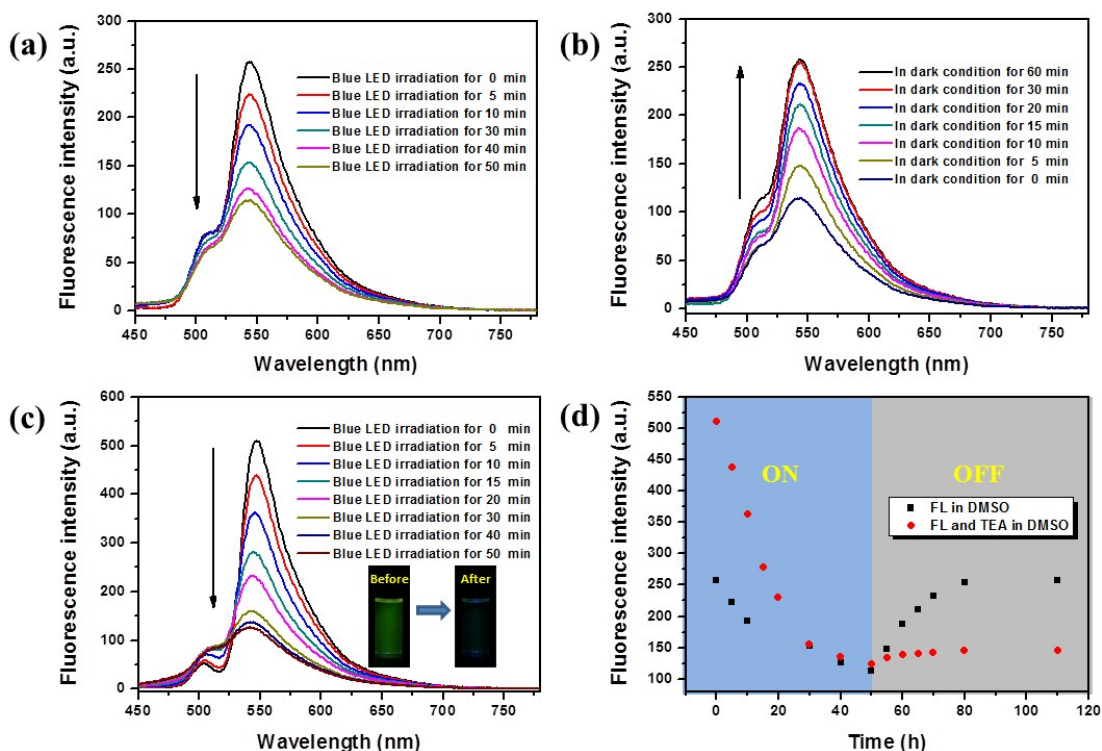 (a)
Fluorescence intensity (a.u.)
300
250
200
150
100
50
0
Blue LED irradiation for 0 min
Blue LED irradiation for 5 min
Blue LED irradiation for 10 min
Blue LED irradiation for 30 min
Blue LED irradiation for 40 min
Blue LED irradiation for 50 min
450 500 550 600 650 700 750
Wavelength (nm)
(b)
Fluorescence intensity (a.u.)
250
200
150
100
50
0
In dark condition for 60 min
In dark condition for 30 min
In dark condition for 20 min
In dark condition for 15 min
In dark condition for 10 min
In dark condition for 5 min
In dark condition for 0 min
450 500 550 600 650 700 750
Wavelength (nm)
(c)
Fluorescence intensity (a.u.)
600
500
400
300
200
100
0
Blue LED irradiation for 0 min
Blue LED irradiation for 5 min
Blue LED irradiation for 10 min
Blue LED irradiation for 15 min
Blue LED irradiation for 20 min
Blue LED irradiation for 30 min
Blue LED irradiation for 40 min
Blue LED irradiation for 50 min
Before After
450 500 550 600 650 700 750
Wavelength (nm)
(d)
Fluorescence intensity (a.u.)
550
500
450
400
350
300
250
200
150
100
ON OFF
FL in DMSO
FL and TEA in DMSO
0 20 40 60 80 100 120
Time (h)